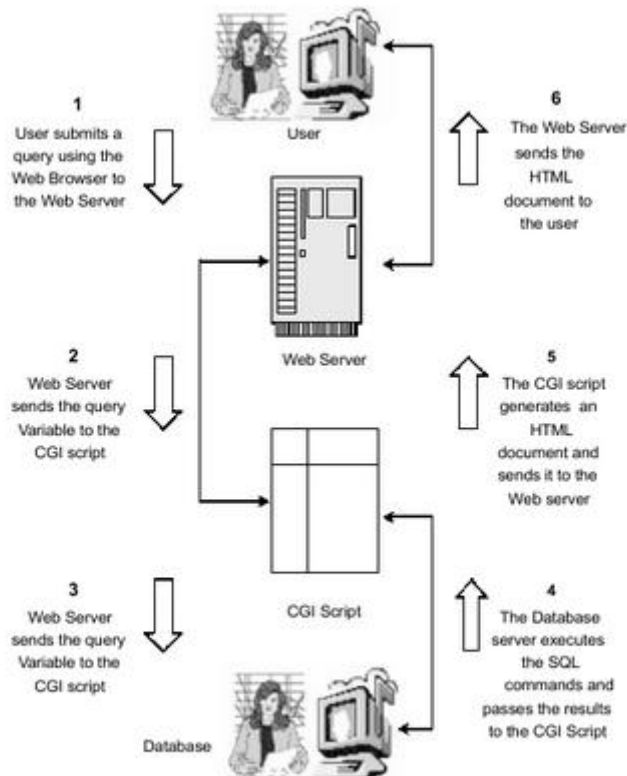 1
User submits a
query using the
Web Browser to
the Web Server
User
6
The Web Server
sends the
HTML
document to
the user
Web Server
2
Web Server
sends the query
Variable to the
CGI script
5
The CGI script
generates an
HTML
document and
sends it to the
Web server
CGI Script
3
Web Server
sends the query
Variable to the
CGI script
4
The Database
server executes
the SQL
commands and
passes the results
to the CGI Script
Database